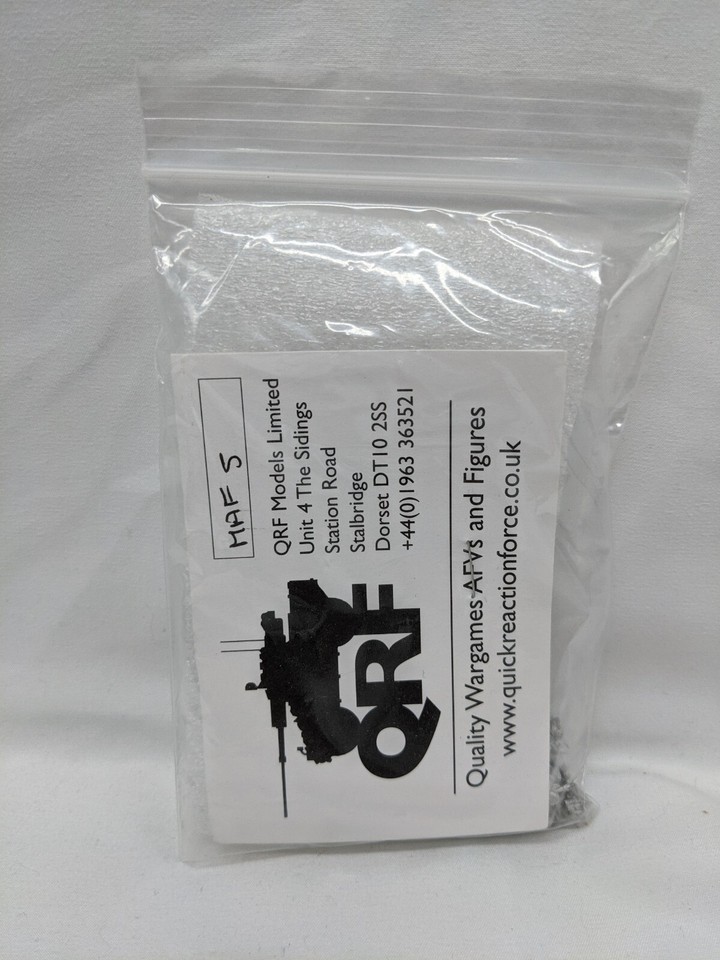 MAF 5
QRF Models Limited
Unit 4 The Sidings
Station Road
Stalbridge
Dorset DT10 2SS
+44(0)1963 363521
QRF
Quality Wargames AFVs and Figures
www.quickreactionforce.co.uk